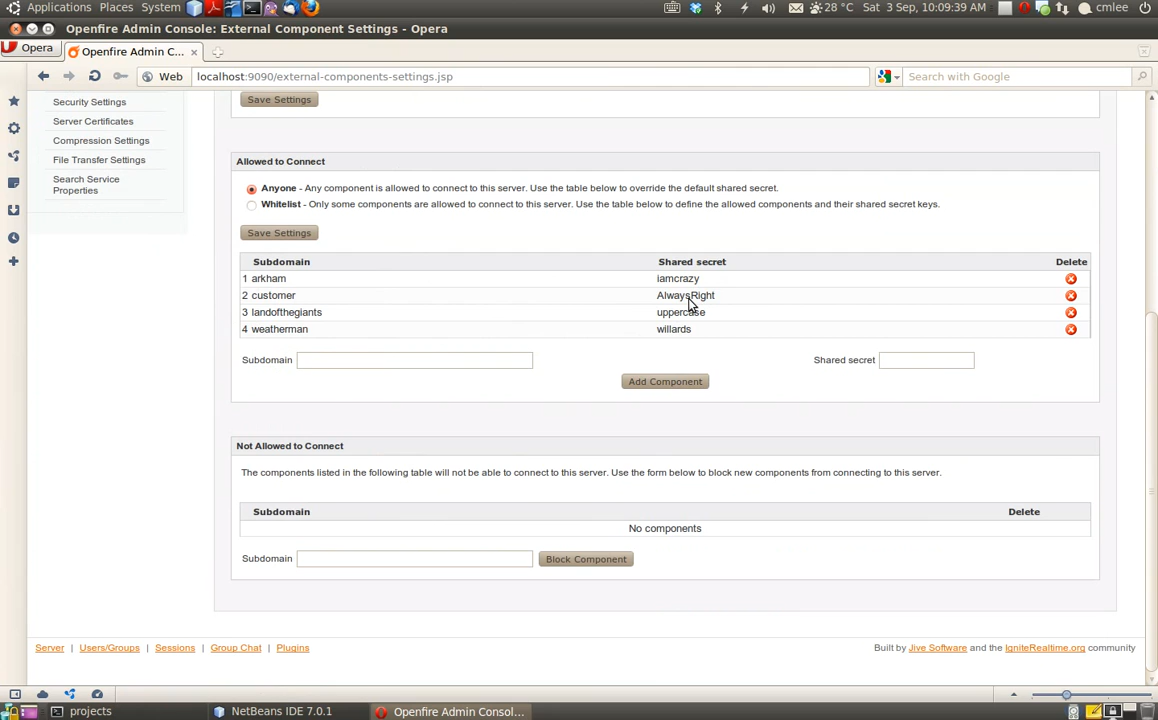 Applications Places System 28 °C Sat 3 Sep, 10:09:39 AM cmlee
Openfire Admin Console: External Component Settings - Opera
Opera Openfire Admin C...
Web localhost:9090/external-components-settings.jsp Search with Google
Security Settings
Server Certificates
Compression Settings
File Transfer Settings
Search Service
Properties
Save Settings
Allowed to Connect
Anyone - Any component is allowed to connect to this server. Use the table below to override the default shared secret.
Whitelist - Only some components are allowed to connect to this server. Use the table below to define the allowed components and their shared secret keys.
Save Settings
Subdomain Shared secret Delete
1 arkham iamcrazy
2 customer AlwaysRight
3 landofthegiants uppercase
4 weatherman willards
Subdomain Shared secret
Add Component
Not Allowed to Connect
The components listed in the following table will not be able to connect to this server. Use the form below to block new components from connecting to this server.
Subdomain Delete
No components
Subdomain Block Component
Server | Users/Groups | Sessions | Group Chat | Plugins
Built by Jive Software and the IgniteRealtime.org community
projects NetBeans IDE 7.0.1 Openfire Admin Consol...